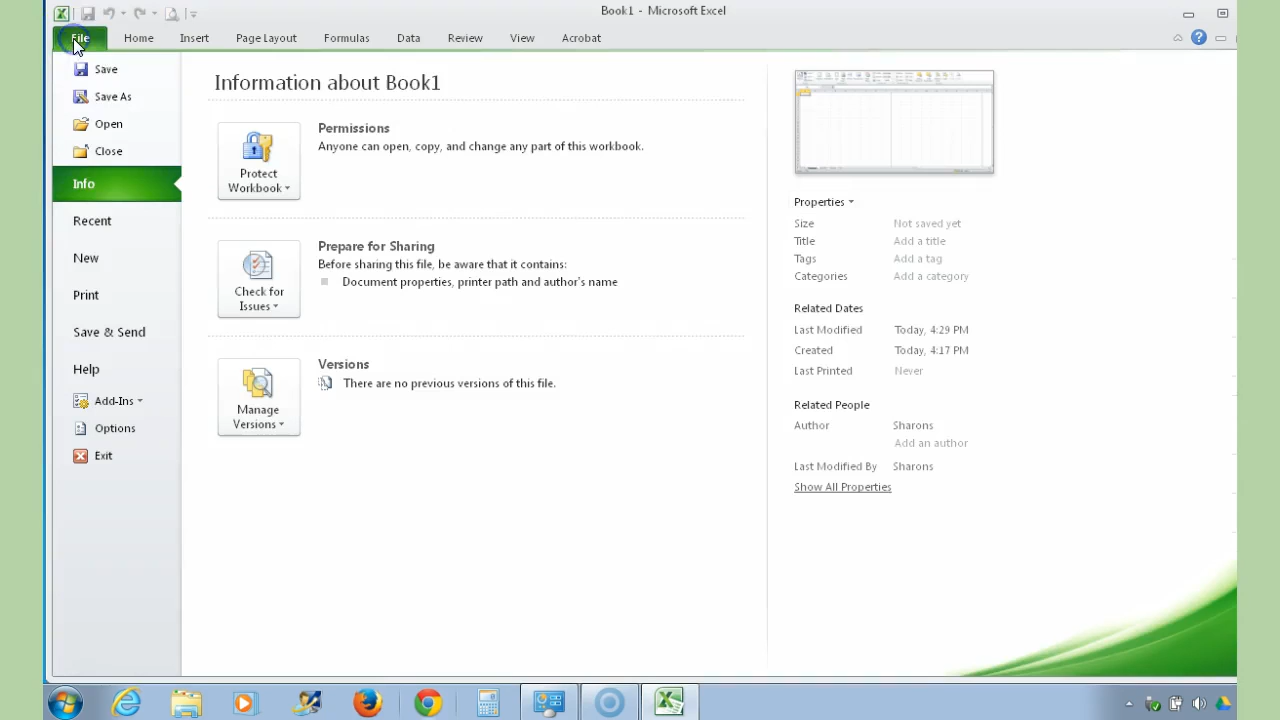 Book1 - Microsoft Excel
File Home Insert Page Layout Formulas Data Review View Acrobat
Save
Save As
Open
Close
Info
Recent
New
Print
Save & Send
Help
Add-Ins
Options
Exit
Information about Book1
Protect
Workbook
Permissions
Anyone can open, copy, and change any part of this workbook.
Check for
Issues
Prepare for Sharing
Before sharing this file, be aware that it contains:
Document properties, printer path and author's name
Manage
Versions
Versions
There are no previous versions of this file.
Properties
Size Not saved yet
Title Add a title
Tags Add a tag
Categories Add a category
Related Dates
Last Modified Today, 4:29 PM
Created Today, 4:17 PM
Last Printed Never
Related People
Author Sharons
Add an author
Last Modified By Sharons
Show All Properties